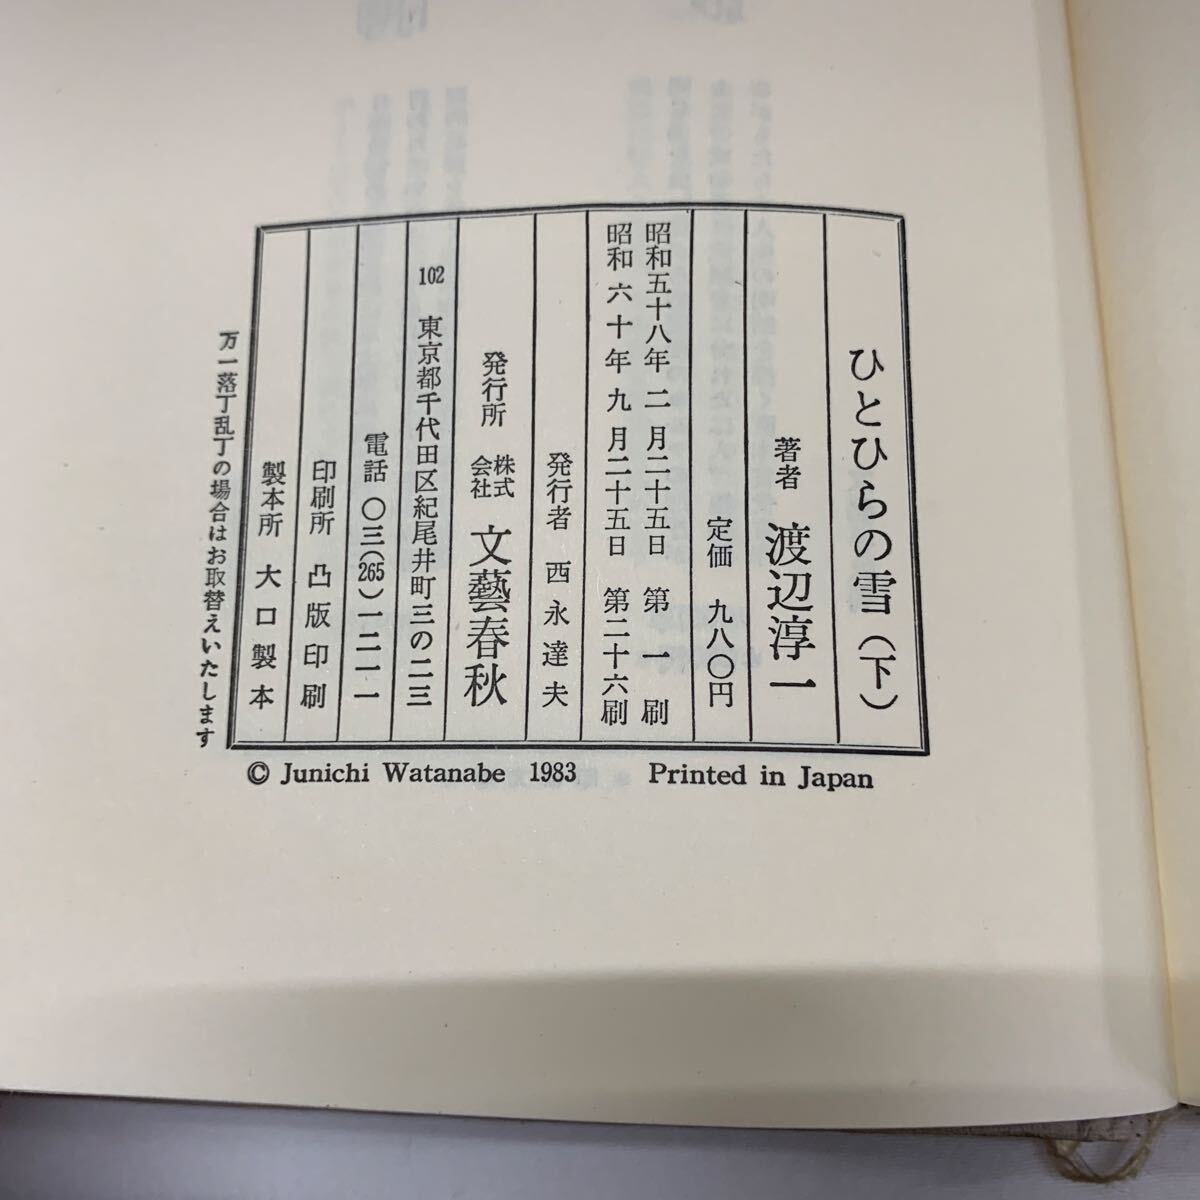 ひとひらの雪（下）
著者　渡辺淳一
定価　九八〇円
昭和五十八年二月二十五日　第一刷
昭和六十年九月二十五日　第二十六刷
発行者　西永達夫
発行所　株式会社　文藝春秋
102　東京都千代田区紀尾井町三の二三
電話〇三(265)一二一一
印刷所　凸版印刷
製本所　大口製本
万一落丁乱丁の場合はお取替えいたします
© Junichi Watanabe 1983　Printed in Japan